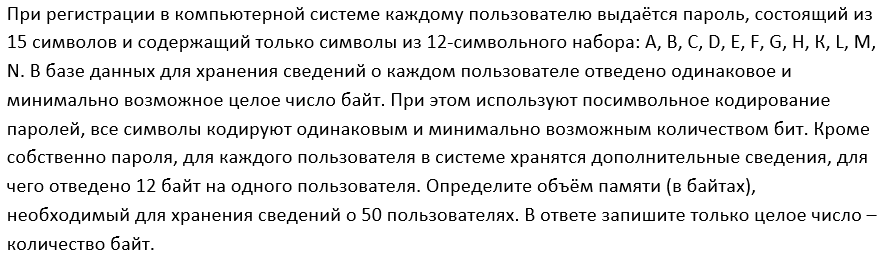 При регистрации в компьютерной системе каждому пользователю выдаётся пароль, состоящий из
15 символов и содержащий только символы из 12-символьного набора: А, В, С, D, Е, F, G, H, К, L, М,
N. В базе данных для хранения сведений о каждом пользователе отведено одинаковое и
минимально возможное целое число байт. При этом используют посимвольное кодирование
паролей, все символы кодируют одинаковым и минимально возможным количеством бит. Кроме
собственно пароля, для каждого пользователя в системе хранятся дополнительные сведения, для
чего отведено 12 байт на одного пользователя. Определите объём памяти (в байтах),
необходимый для хранения сведений о 50 пользователях. В ответе запишите только целое число –
количество байт.